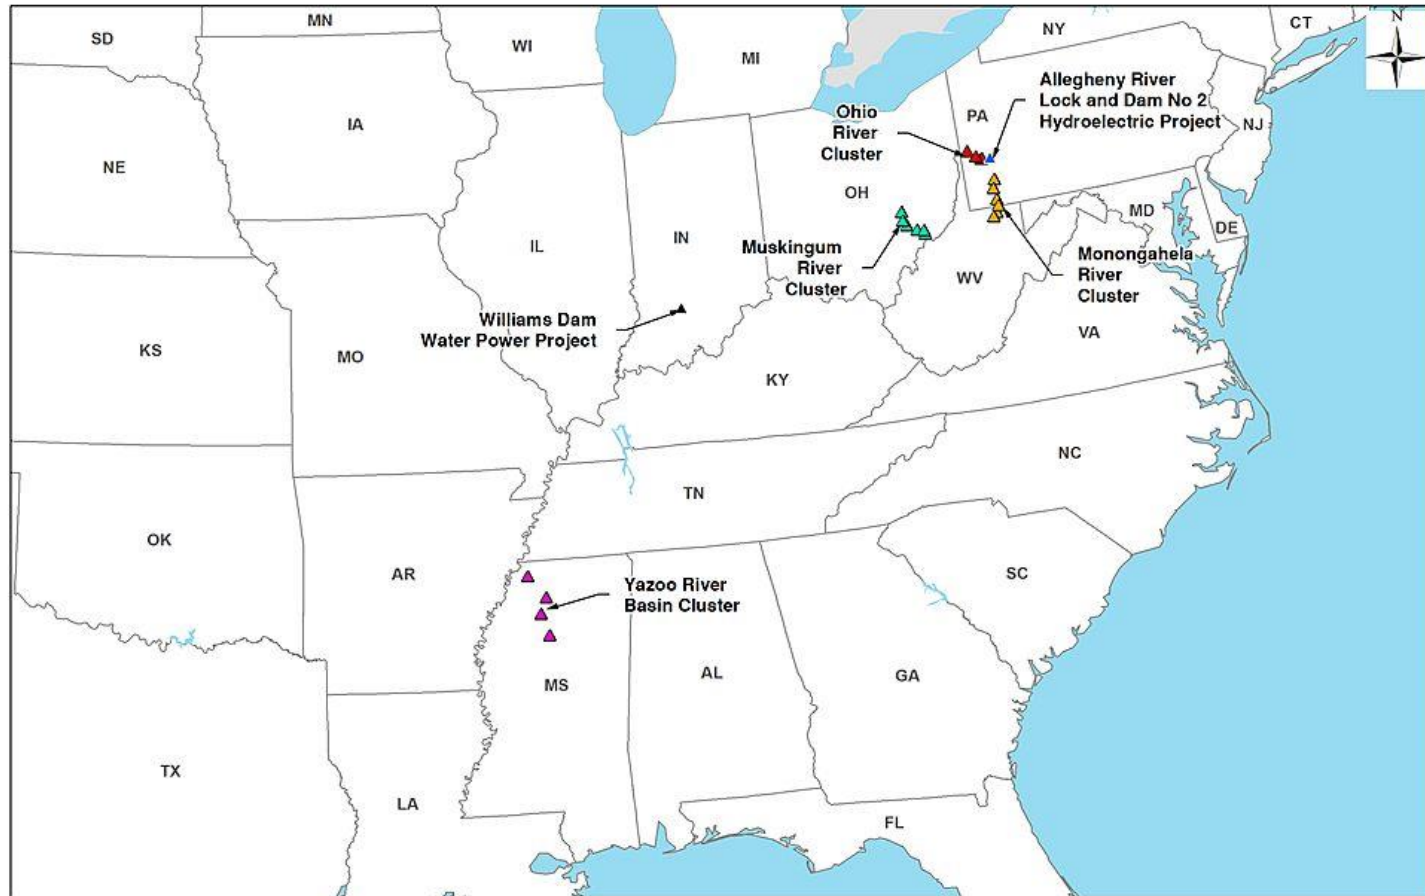 SD
MN
WI
MI
NY
CT
N
IA
NE
PA
Allegheny River
Lock and Dam No 2
Hydroelectric Project
NJ
Ohio
River
Cluster
OH
IL
IN
MD
DE
Muskingum
River
Cluster
WV
Monongahela
River
Cluster
Williams Dam
Water Power Project
KS
MO
VA
KY
NC
TN
OK
AR
SC
Yazoo River
Basin Cluster
MS
AL
GA
TX
LA
FL